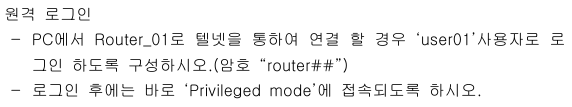 원격 로그인
- PC에서 Router_01로 텔넷을 통하여 연결 할 경우 ‘user01’사용자로 로
그인 하도록 구성하시오.(암호 “router##”)
- 로그인 후에는 바로 ‘Privileged mode’에 접속되도록 하시오.